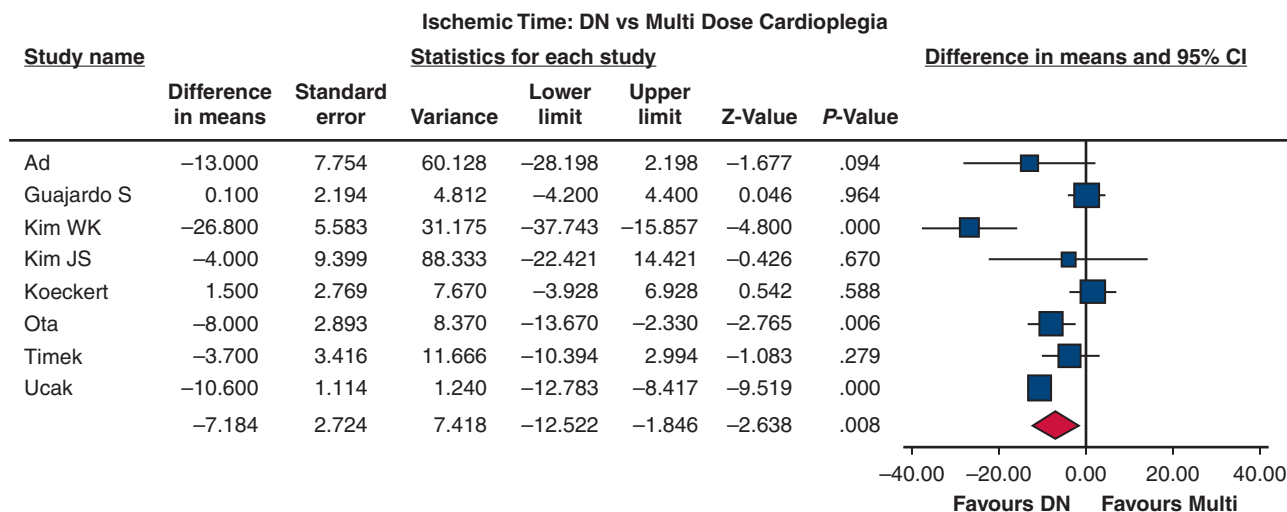 Ischemic Time: DN vs Multi Dose Cardioplegia
Study name Statistics for each study Difference in means and 95% CI
Difference in means Standard error Variance Lower limit Upper limit Z-Value P-Value
Ad −13.000 7.754 60.128 −28.198 2.198 −1.677 .094
Guajardo S 0.100 2.194 4.812 −4.200 4.400 0.046 .964
Kim WK −26.800 5.583 31.175 −37.743 −15.857 −4.800 .000
Kim JS −4.000 9.399 88.333 −22.421 14.421 −0.426 .670
Koeckert 1.500 2.769 7.670 −3.928 6.928 0.542 .588
Ota −8.000 2.893 8.370 −13.670 −2.330 −2.765 .006
Timek −3.700 3.416 11.666 −10.394 2.994 −1.083 .279
Ucak −10.600 1.114 1.240 −12.783 −8.417 −9.519 .000
−7.184 2.724 7.418 −12.522 −1.846 −2.638 .008
−40.00 −20.00 0.00 20.00 40.00
Favours DN Favours Multi